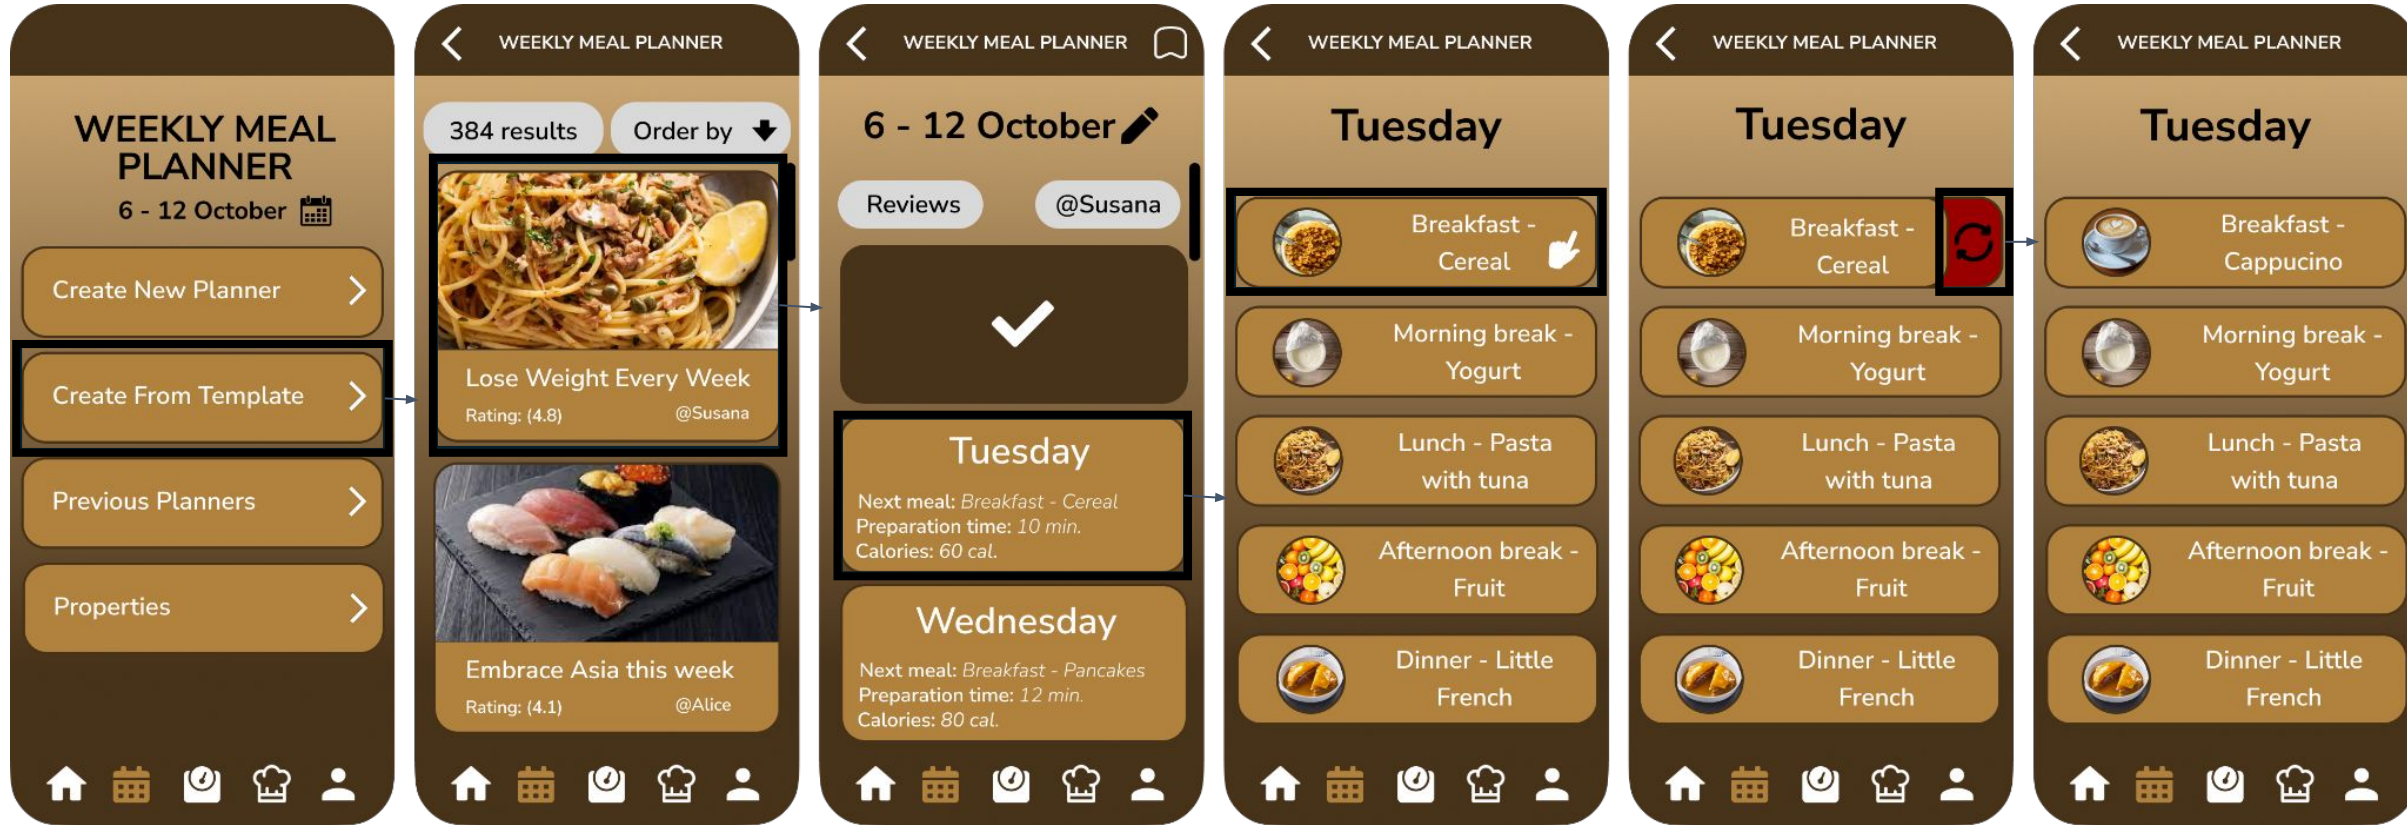 WEEKLY MEAL
PLANNER
6 - 12 October
Create New Planner
Create From Template
Previous Planners
Properties
WEEKLY MEAL PLANNER
384 results
Order by
Lose Weight Every Week
Rating: (4.8)
@Susana
Embrace Asia this week
Rating: (4.1)
@Alice
WEEKLY MEAL PLANNER
6 - 12 October
Reviews
@Susana
Tuesday
Next meal: Breakfast - Cereal
Preparation time: 10 min.
Calories: 60 cal.
Wednesday
Next meal: Breakfast - Pancakes
Preparation time: 12 min.
Calories: 80 cal.
WEEKLY MEAL PLANNER
Tuesday
Breakfast -
Cereal
Morning break -
Yogurt
Lunch - Pasta
with tuna
Afternoon break -
Fruit
Dinner - Little
French
WEEKLY MEAL PLANNER
Tuesday
Breakfast -
Cereal
Morning break -
Yogurt
Lunch - Pasta
with tuna
Afternoon break -
Fruit
Dinner - Little
French
WEEKLY MEAL PLANNER
Tuesday
Breakfast -
Cappucino
Morning break -
Yogurt
Lunch - Pasta
with tuna
Afternoon break -
Fruit
Dinner - Little
French